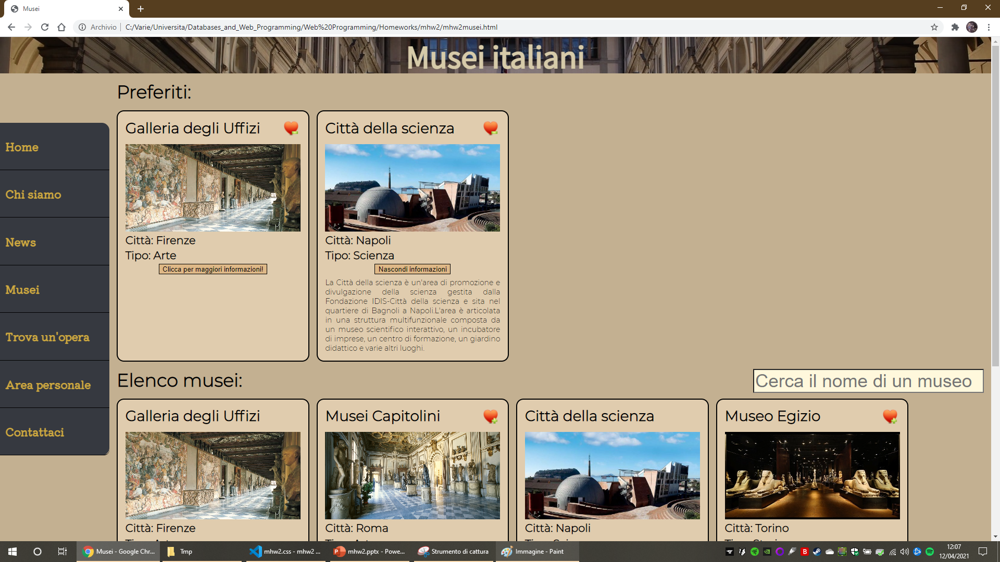 Musei
Archivio
C:/Varie/Universita/Databases_and_Web_Programming/Web%20Programming/Homeworks/mhw2/mhw2musei.html
Musei italiani
Home
Chi siamo
News
Musei
Trova un'opera
Area personale
Contattaci
Preferiti:
Galleria degli Uffizi
Città: Firenze
Tipo: Arte
Clicca per maggiori informazioni!
Città della scienza
Città: Napoli
Tipo: Scienza
Nascondi informazioni
La Città della scienza è un'area di promozione e
divulgazione della scienza gestita dalla
Fondazione IDIS-Città della scienza e sita nel
quartiere di Bagnoli a Napoli.L'area è articolata
in una struttura multifunzionale composta da
un museo scientifico interattivo, un incubatore
di imprese, un centro di formazione, un giardino
didattico e varie altri luoghi.
Elenco musei:
Cerca il nome di un museo
Galleria degli Uffizi
Città: Firenze
Musei Capitolini
Città: Roma
Città della scienza
Città: Napoli
Museo Egizio
Città: Torino
Musei - Google Chr...
Tmp
mhw2.css - mhw2 ...
mhw2.pptx - Powe...
Strumento di cattura
Immagine - Paint
12:07
12/04/2021